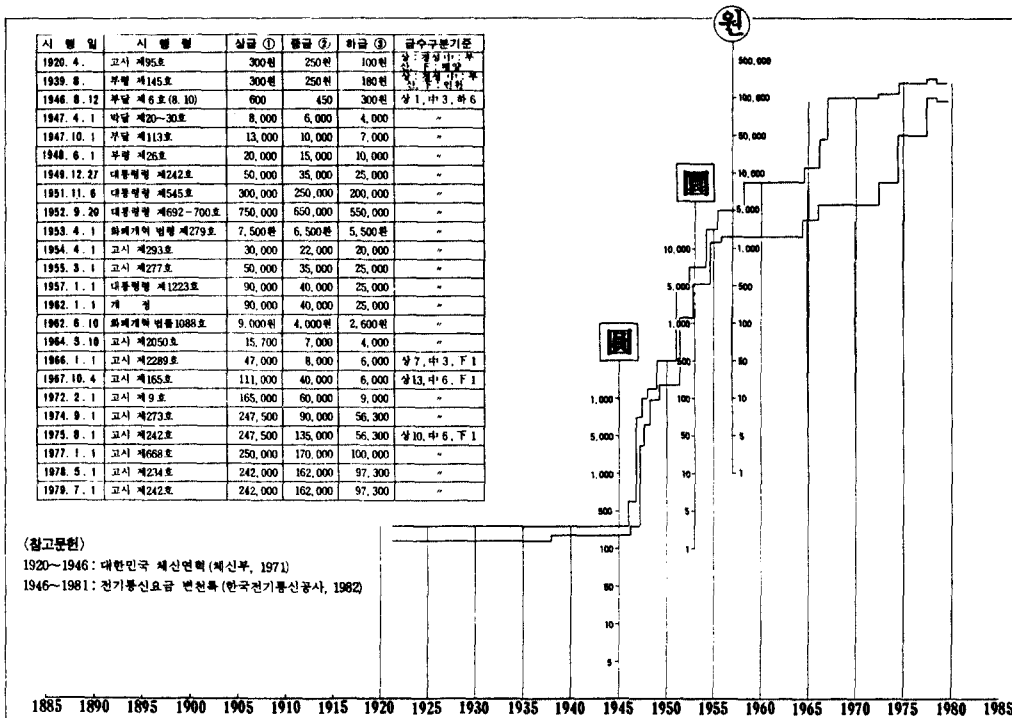 원
시 행 일 시 행 령 상급 ① 중급 ② 하급 ③ 급수구분기준
1920. 4. 고시 제95호 300원 250원 100원
1939. 8. 부령 제145호 300원 250원 180원
1946. 8.12 부달 제6호(8.10) 600 450 300원 상1, 中3, 하6
1947. 4. 1 제20~30호 8,000 6,000 4,000 〃
1947.10. 1 부달 제113호 13,000 10,000 7,000 〃
1948. 6. 1 부령 제26호 20,000 15,000 10,000 〃
1949.12.27 대통령령 제242호 50,000 35,000 25,000 〃
1951.11. 6 대통령령 제545호 300,000 250,000 200,000 〃
1952. 9.20 대통령령 제692-700호 750,000 650,000 550,000 〃
1953. 4. 1 화폐개혁 법령 제279호 7,500환 6,500환 5,500환 〃
1954. 4. 1 고시 제293호 30,000 22,000 20,000 〃
1955. 3. 1 고시 제277호 50,000 35,000 25,000 〃
1957. 1. 1 대통령령 제1223호 90,000 40,000 25,000 〃
1962. 1. 1 개 정 90,000 40,000 25,000 〃
1962. 6.10 화폐개혁 법률1088호 9,000원 4,000원 2,600원 〃
1964. 5.10 고시 제2050호 15,700 7,000 4,000 〃
1966. 1. 1 고시 제2289호 47,000 8,000 6,000 상7, 中3, 下1
1967.10. 4 고시 제165호 111,000 40,000 6,000 상13, 中6, 下1
1972. 2. 1 고시 제9호 165,000 60,000 9,000 〃
1974. 9. 1 고시 제273호 247,500 90,000 56,300 〃
1975. 8. 1 고시 제242호 247,500 135,000 56,300 상10, 中6, 下1
1977. 1. 1 고시 제668호 250,000 170,000 100,000 〃
1978. 5. 1 고시 제234호 242,000 162,000 97,300 〃
1979. 7. 1 고시 제242호 242,000 162,000 97,300 〃
500,000
100,000
50,000
10,000
5,000
1,000
500
100
50
10
5
1
圓
10,000
5,000
1,000
500
100
50
10
5
1
圓
1,000
5,000
1,000
500
100
50
10
5
〈참고문헌〉
1920~1946: 대한민국 체신연혁(체신부, 1971)
1946~1981: 전기통신요금 변천록(한국전기통신공사, 1982)
1885 1890 1895 1900 1905 1910 1915 1920 1925 1930 1935 1940 1945 1950 1955 1960 1965 1970 1975 1980 1985